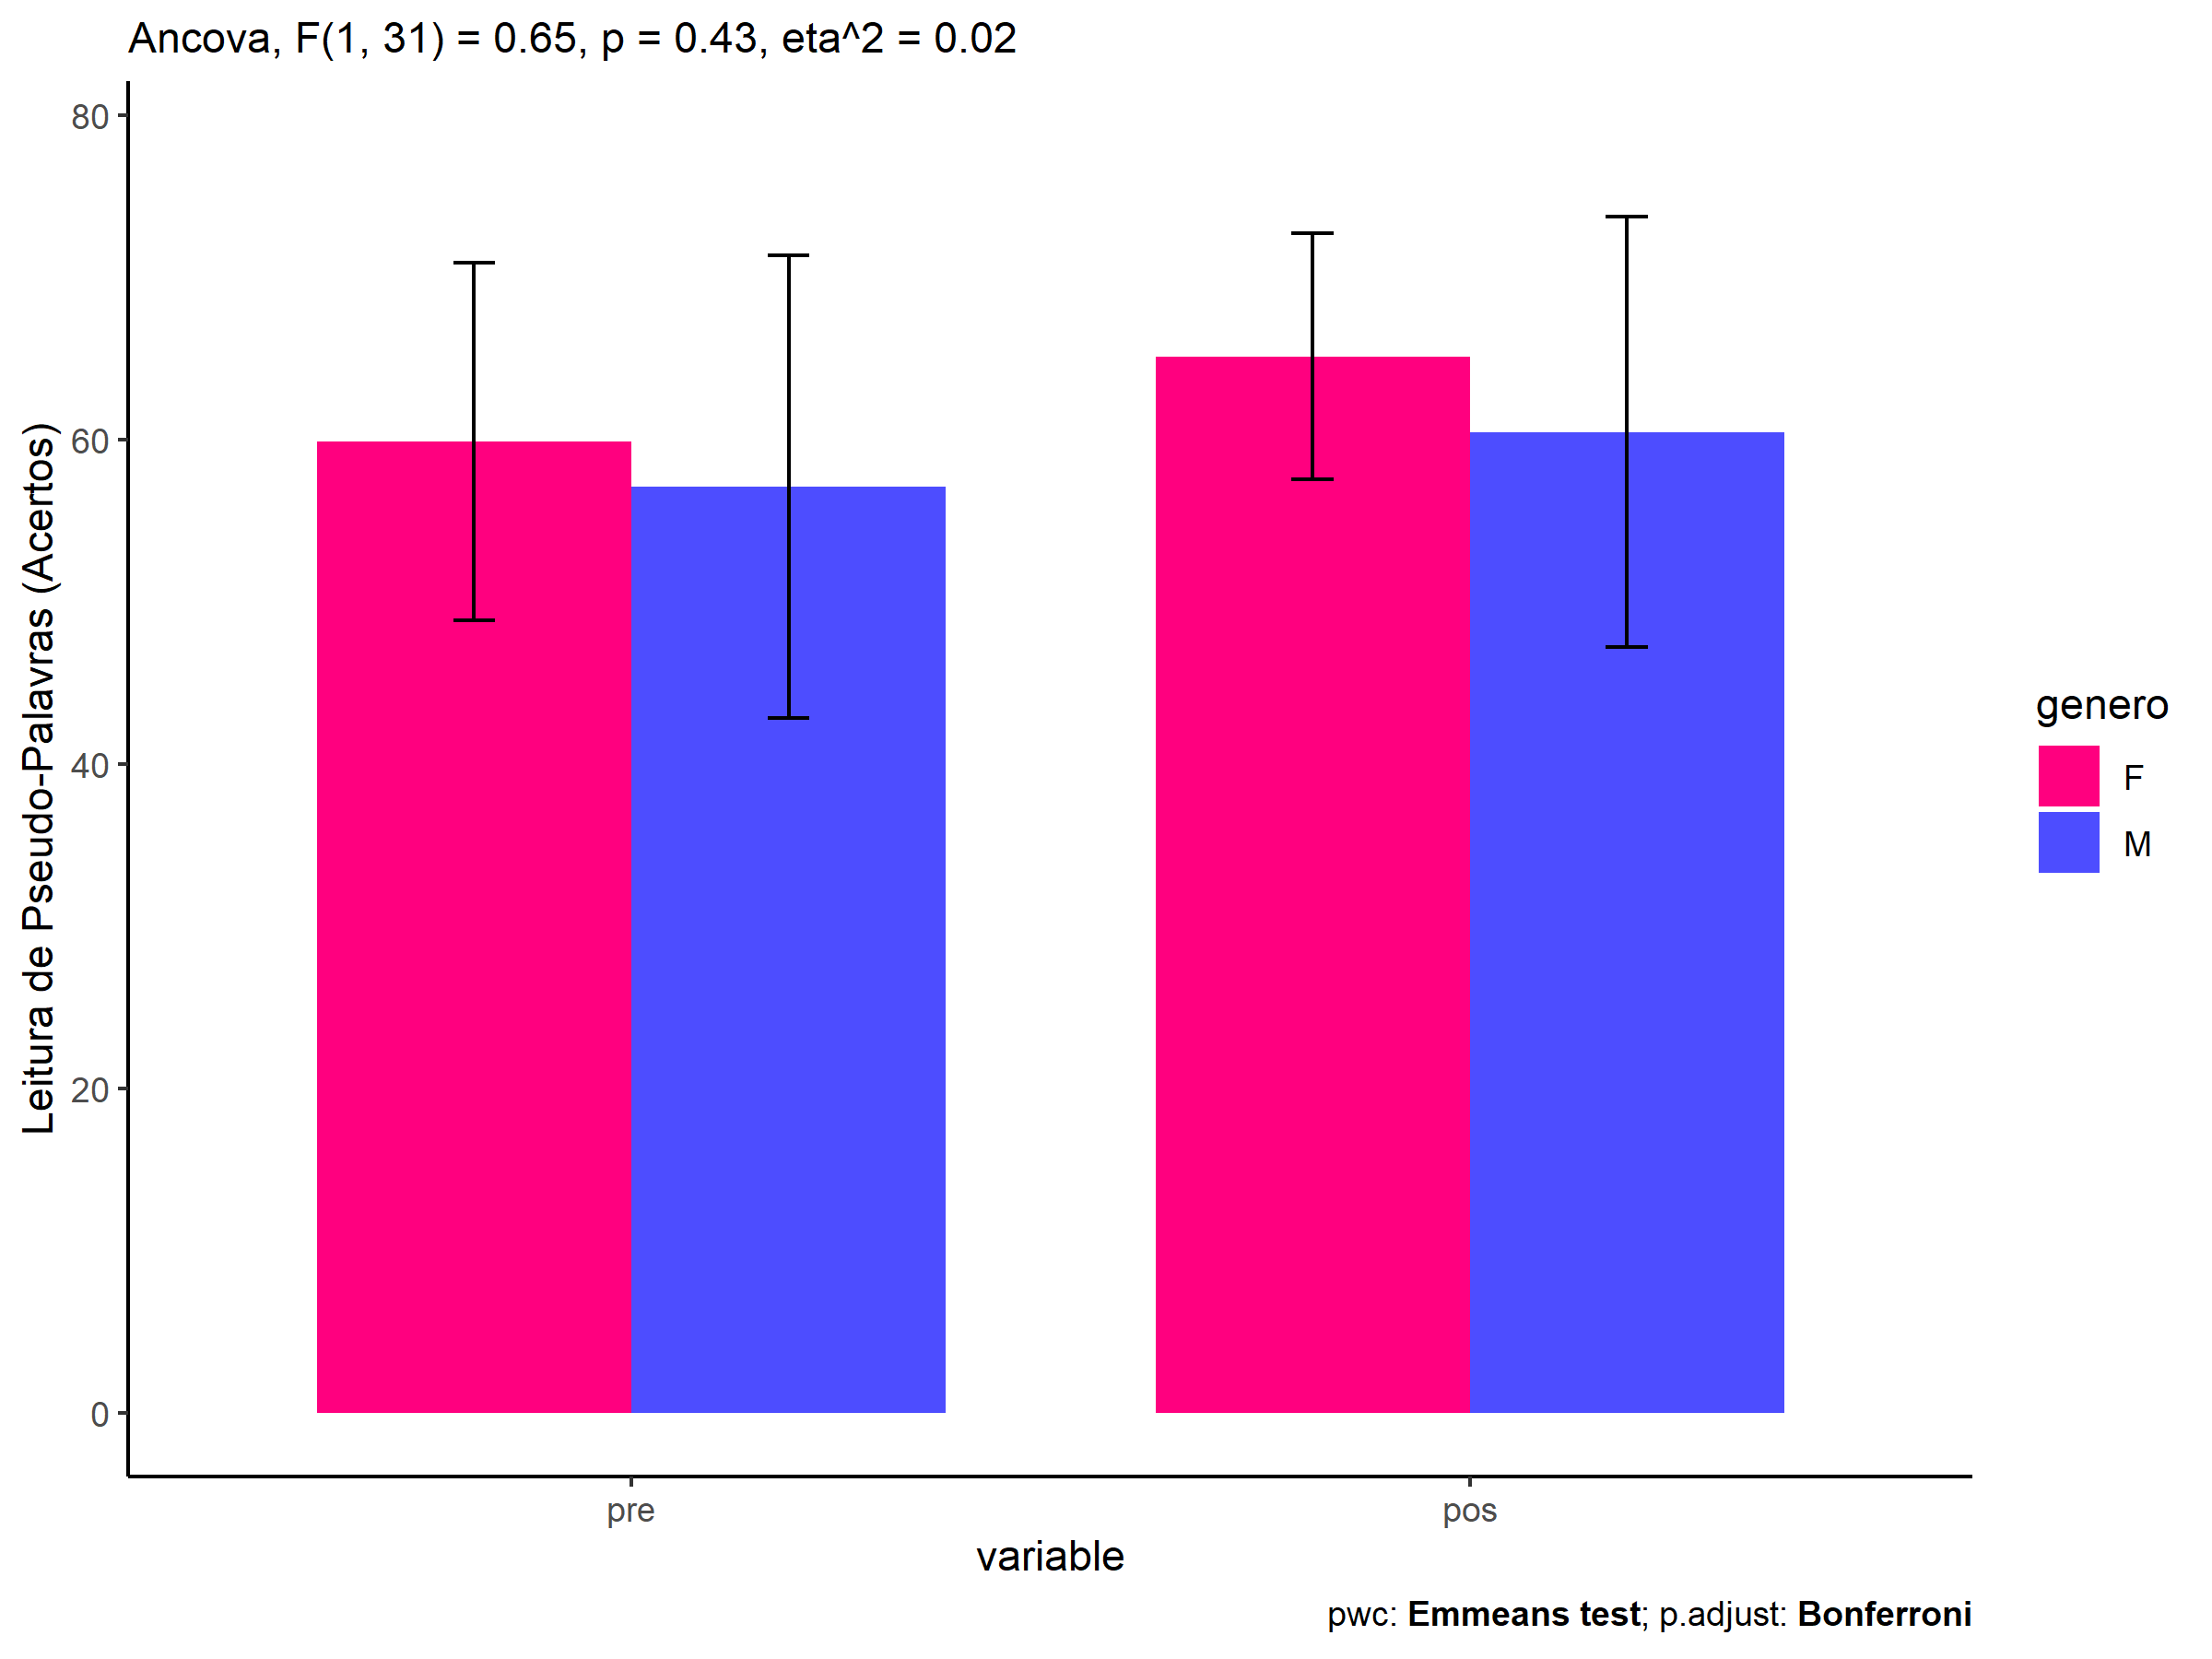 Ancova, F(1, 31) = 0.65, p = 0.43, eta^2 = 0.02
Leitura de Pseudo-Palavras (Acertos)
80
60
40
20
0
pre
pos
variable
genero
F
M
pwc: Emmeans test; p.adjust: Bonferroni